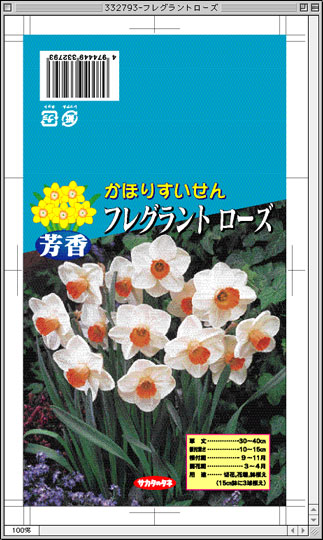 332793-フレグラントローズ
4 974449 332793
かほりすいせん
フレグラント ローズ
芳香
草　丈……………30〜40㎝
植付深さ…………10〜15㎝
植付期……………9〜11月
開花期……………3〜4月
用　途……切花、花壇、鉢植え
(15㎝鉢に3球植え)
サカタのタネ
100%